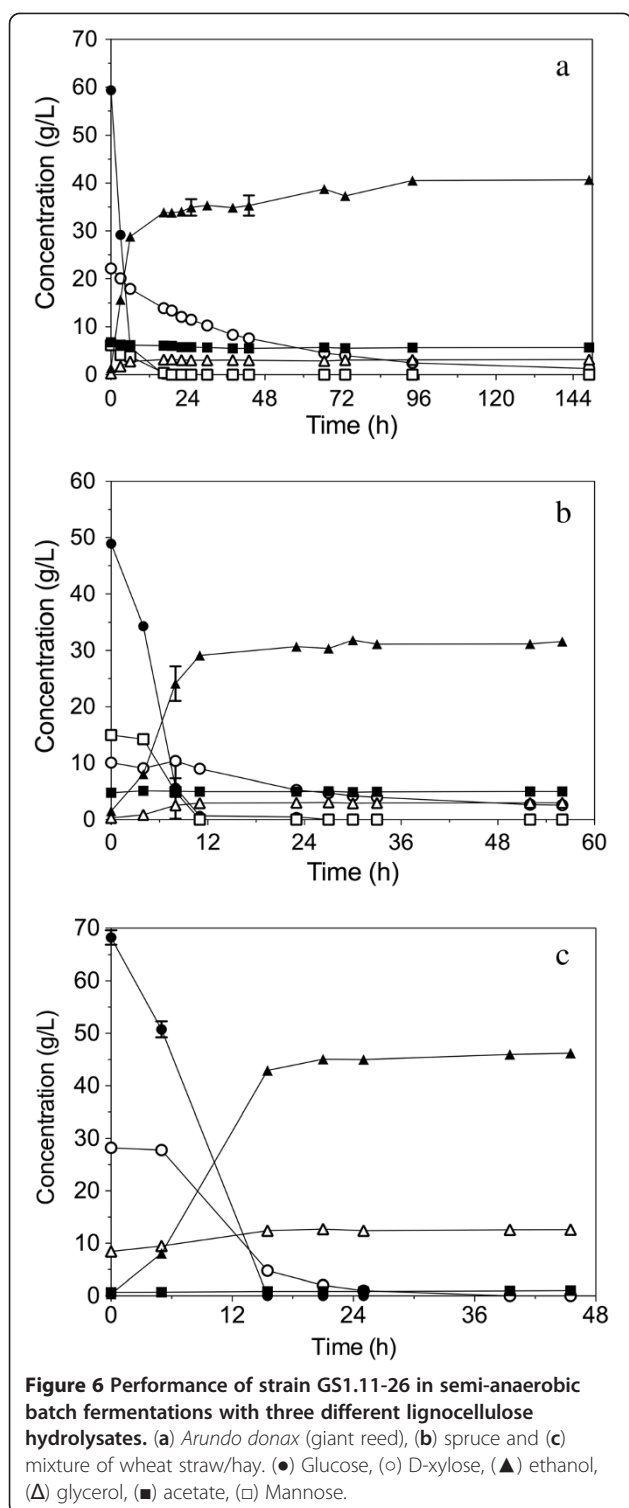 a
70
60
50
40
30
20
10
0
Concentration (g/L)
0 24 48 72 96 120 144
Time (h)
b
60
50
40
30
20
10
0
Concentration (g/L)
0 12 24 36 48 60
Time (h)
c
70
60
50
40
30
20
10
0
Concentration (g/L)
0 12 24 36 48
Time (h)
Figure 6 Performance of strain GS1.11-26 in semi-anaerobic
batch fermentations with three different lignocellulose
hydrolysates. (a) Arundo donax (giant reed), (b) spruce and (c)
mixture of wheat straw/hay. (●) Glucose, (○) D-xylose, (▲) ethanol,
(Δ) glycerol, (■) acetate, (□) Mannose.